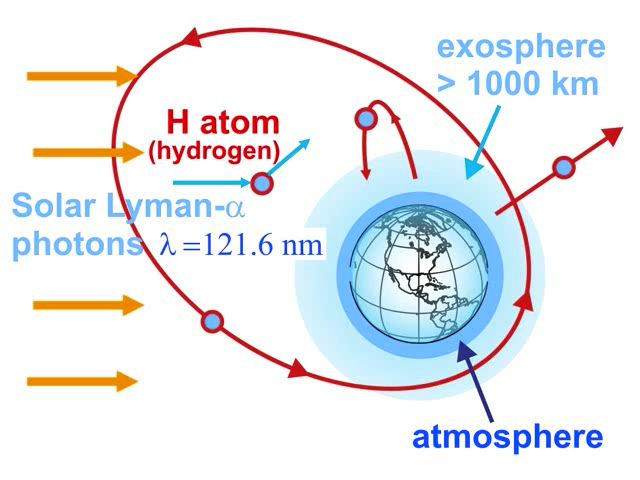 exosphere
> 1000 km
H atom
(hydrogen)
Solar Lyman-α
photons λ=121.6 nm
atmosphere